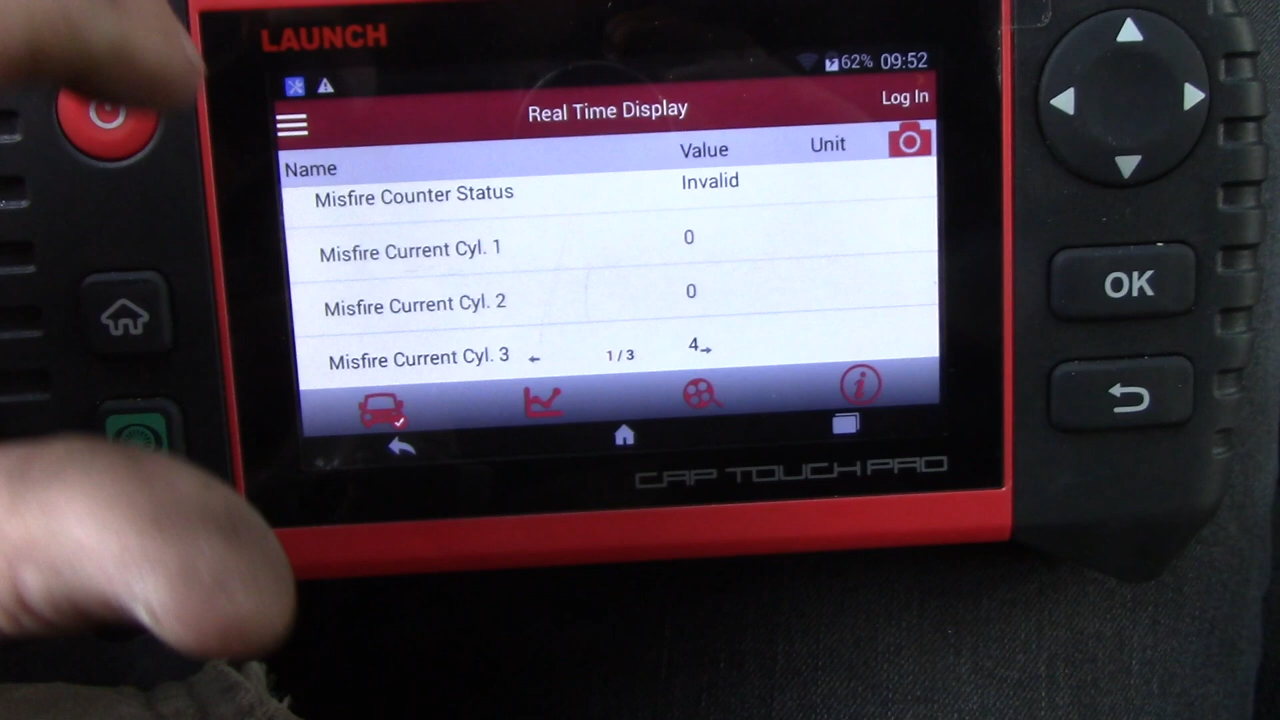 LAUNCH
62% 09:52
Real Time Display
Log In
Name Value Unit
Misfire Counter Status Invalid
Misfire Current Cyl. 1 0
Misfire Current Cyl. 2 0
Misfire Current Cyl. 3 1/3 4
OK
CRP TOUCH PRO